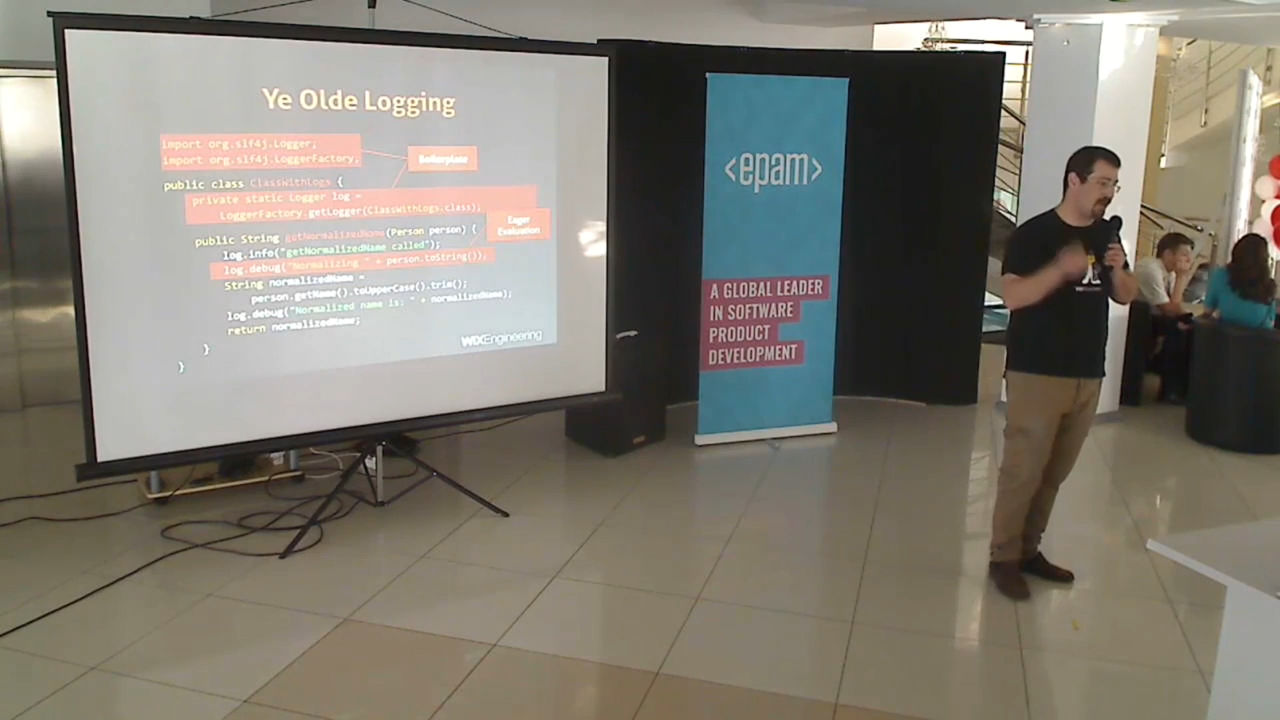 Ye Olde Logging
import org.slf4j.Logger;
import org.slf4j.LoggerFactory;
Boilerplate
public class ClassWithLogs {
private static Logger log =
LoggerFactory.getLogger(ClassWithLogs.class);
Eager
Evaluation
public String getNormalizedName(Person person) {
log.info("getNormalizedName called");
log.debug("Normalizing " + person.toString());
String normalizedName =
person.getName().toUpperCase().trim();
log.debug("Normalized name is: " + normalizedName);
return normalizedName;
}
}
WIXEngineering
<epam>
A GLOBAL LEADER
IN SOFTWARE
PRODUCT
DEVELOPMENT